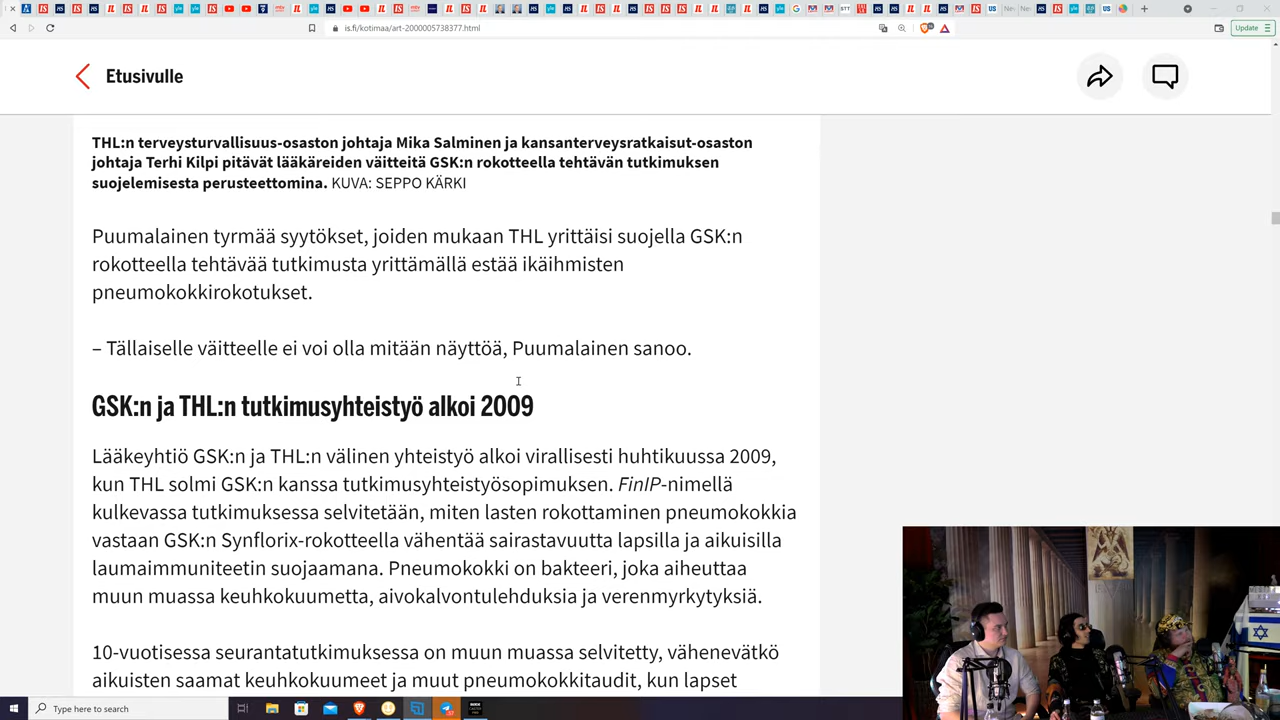 is.fi/kotimaa/art-2000005738377.html
Update
Etusivulle
THL:n terveysturvallisuus-osaston johtaja Mika Salminen ja kansanterveysratkaisut-osaston
johtaja Terhi Kilpi pitävät lääkäreiden väitteitä GSK:n rokotteella tehtävän tutkimuksen
suojelemisesta perusteettomina. KUVA: SEPPO KÄRKI
Puumalainen tyrmää syytökset, joiden mukaan THL yrittäisi suojella GSK:n
rokotteella tehtävää tutkimusta yrittämällä estää ikäihmisten
pneumokokkirokotukset.
– Tällaiselle väitteelle ei voi olla mitään näyttöä, Puumalainen sanoo.
GSK:n ja THL:n tutkimusyhteistyö alkoi 2009
Lääkeyhtiö GSK:n ja THL:n välinen yhteistyö alkoi virallisesti huhtikuussa 2009,
kun THL solmi GSK:n kanssa tutkimusyhteistyösopimuksen. FinIP-nimellä
kulkevassa tutkimuksessa selvitetään, miten lasten rokottaminen pneumokokkia
vastaan GSK:n Synflorix-rokotteella vähentää sairastavuutta lapsilla ja aikuisilla
laumaimmuniteetin suojaamana. Pneumokokki on bakteeri, joka aiheuttaa
muun muassa keuhkokuumetta, aivokalvontulehduksia ja verenmyrkytyksiä.
10-vuotisessa seurantatutkimuksessa on muun muassa selvitetty, vähenevätkö
aikuisten saamat keuhkokuumeet ja muut pneumokokkitaudit, kun lapset
Type here to search